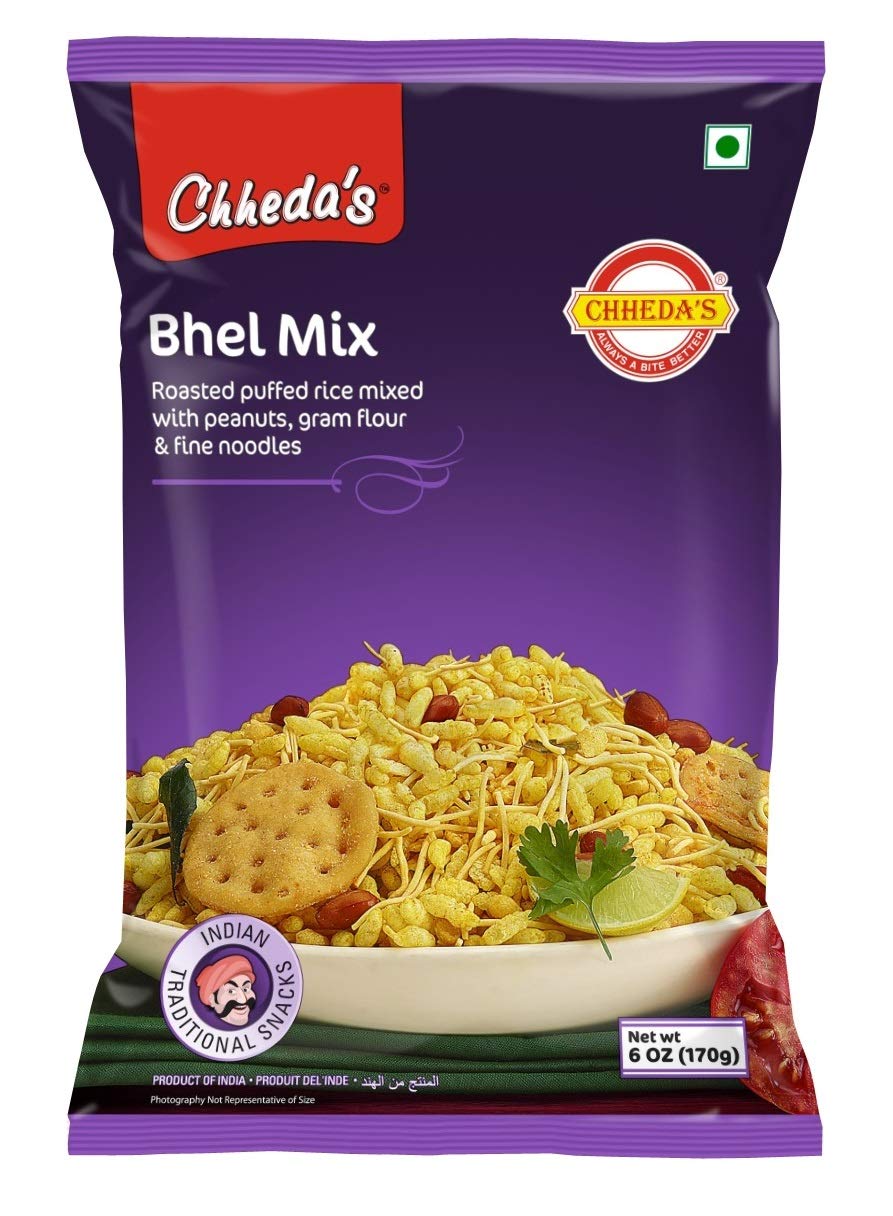 Chheda's™
CHHEDA'S®
ALWAYS A BITE BETTER
Bhel Mix
Roasted puffed rice mixed
with peanuts, gram flour
& fine noodles
INDIAN
TRADITIONAL SNACKS
Net wt
6 OZ (170g)
PRODUCT OF INDIA • PRODUIT DEL'INDE • المنتج من الهند
Photography Not Representative of Size